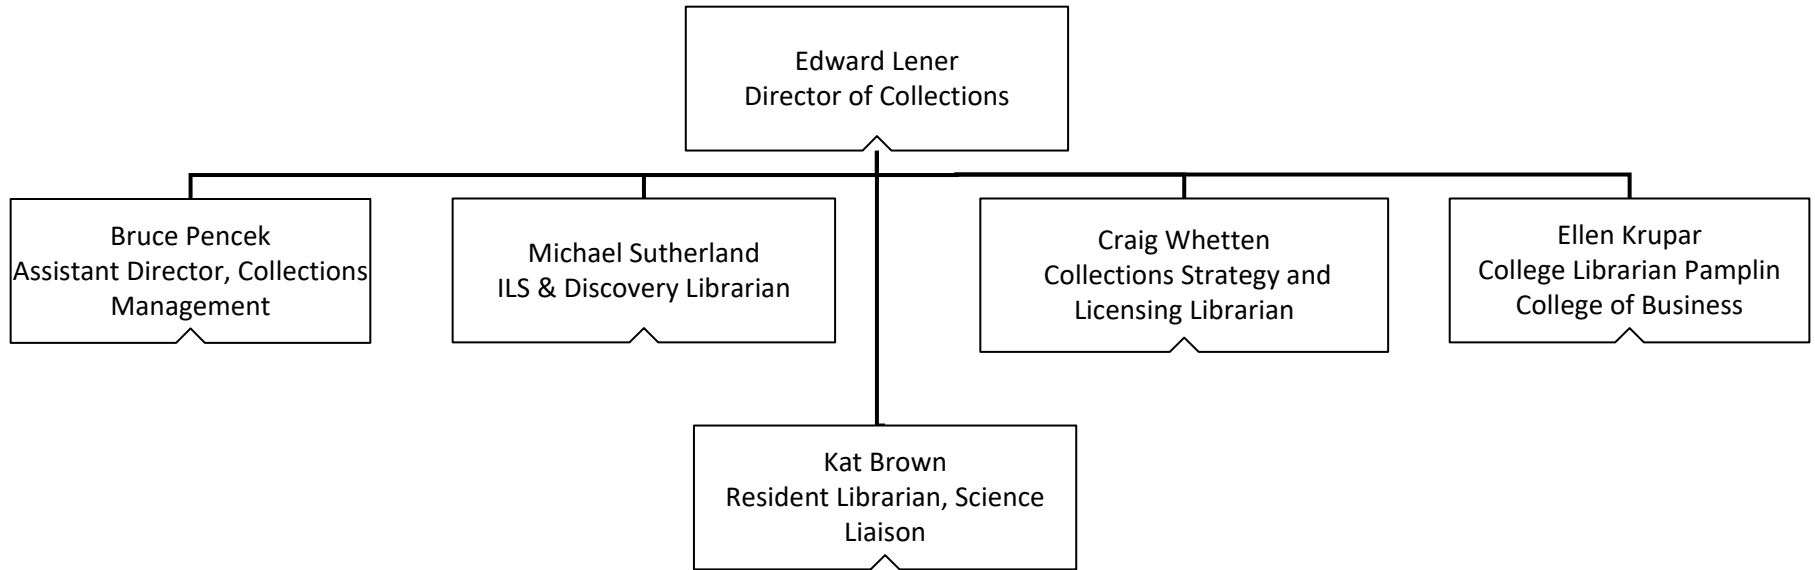 Edward Lener
Director of Collections
Bruce Pencek
Assistant Director, Collections
Management
Michael Sutherland
ILS & Discovery Librarian
Craig Whetten
Collections Strategy and
Licensing Librarian
Ellen Krupar
College Librarian Pamplin
College of Business
Kat Brown
Resident Librarian, Science
Liaison